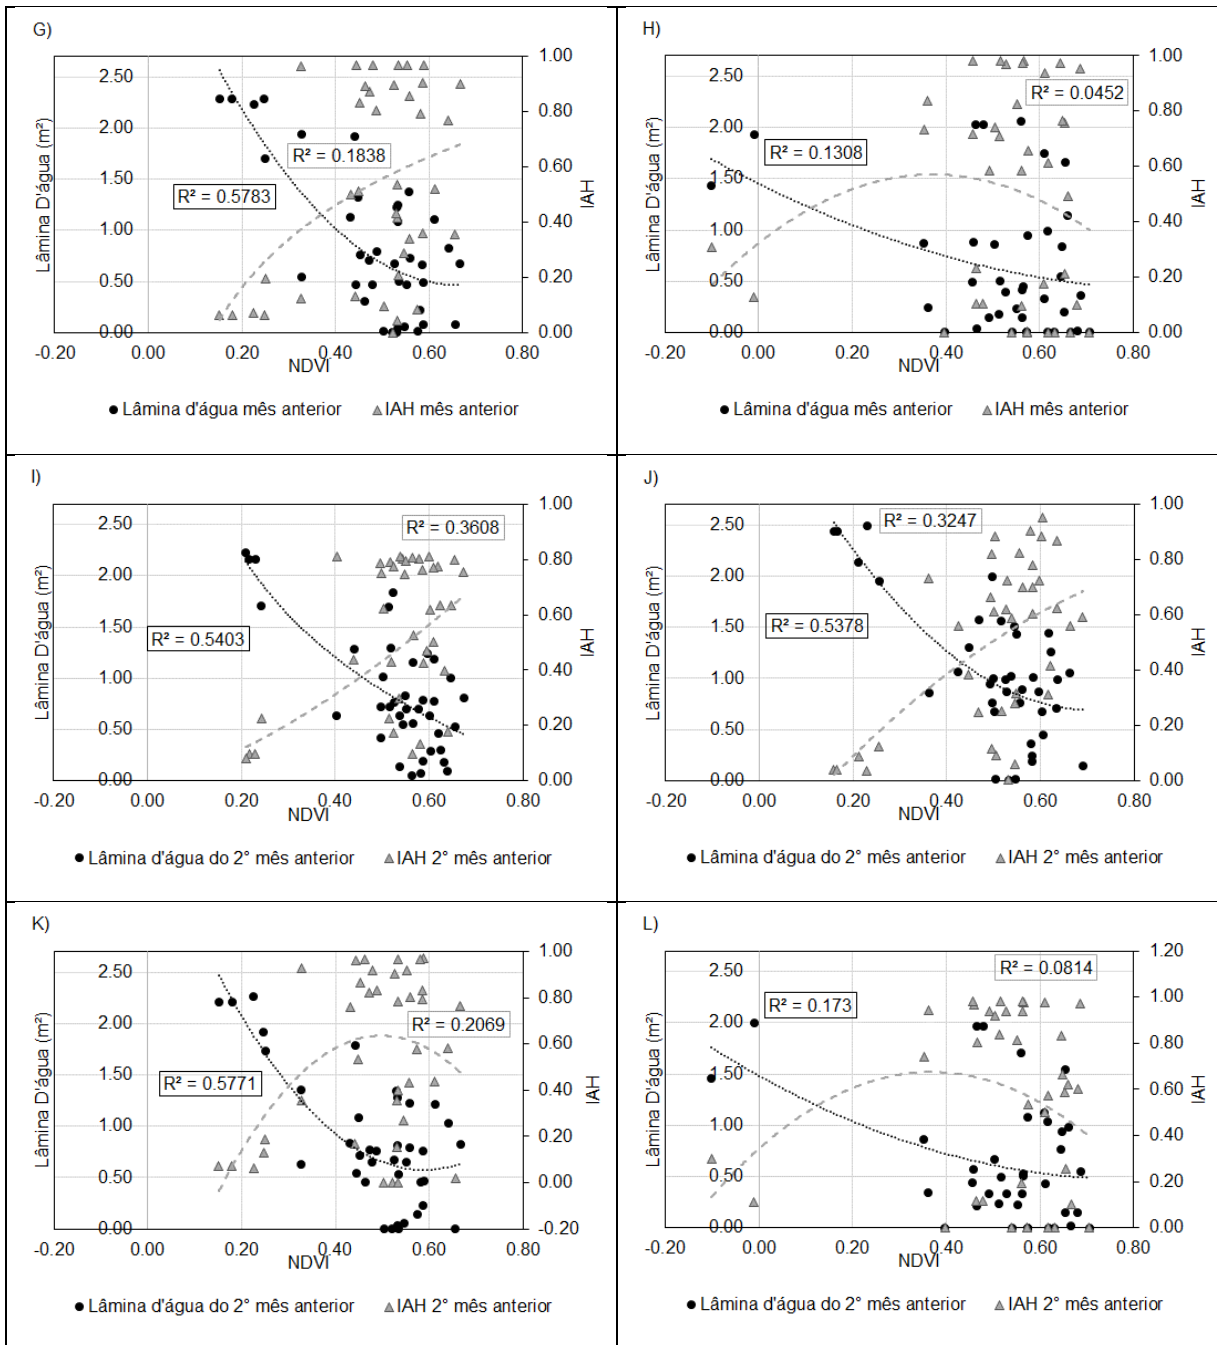 G)
Lâmina D'água (m²)
2.50
2.00
1.50
1.00
0.50
0.00
1.00
0.80
0.60
0.40
0.20
0.00
IAH
R² = 0.1838
R² = 0.5783
-0.20 0.00 0.20 0.40 0.60 0.80
NDVI
Lâmina d'água mês anterior IAH mês anterior
H)
Lâmina D'água (m²)
2.50
2.00
1.50
1.00
0.50
0.00
1.00
0.80
0.60
0.40
0.20
0.00
IAH
R² = 0.0452
R² = 0.1308
-0.20 0.00 0.20 0.40 0.60 0.80
NDVI
Lâmina d'água mês anterior IAH mês anterior
I)
Lâmina D'água (m²)
2.50
2.00
1.50
1.00
0.50
0.00
1.00
0.80
0.60
0.40
0.20
0.00
IAH
R² = 0.3608
R² = 0.5403
-0.20 0.00 0.20 0.40 0.60 0.80
NDVI
Lâmina d'água do 2° mês anterior IAH 2° mês anterior
J)
Lâmina D'água (m²)
2.50
2.00
1.50
1.00
0.50
0.00
1.00
0.80
0.60
0.40
0.20
0.00
IAH
R² = 0.3247
R² = 0.5378
-0.20 0.00 0.20 0.40 0.60 0.80
NDVI
Lâmina d'água do 2° mês anterior IAH 2° mês anterior
K)
Lâmina D'água (m²)
2.50
2.00
1.50
1.00
0.50
0.00
1.00
0.80
0.60
0.40
0.20
0.00
-0.20
IAH
R² = 0.2069
R² = 0.5771
-0.20 0.00 0.20 0.40 0.60 0.80
NDVI
Lâmina d'água do 2° mês anterior IAH 2° mês anterior
L)
Lâmina D'água (m²)
2.50
2.00
1.50
1.00
0.50
0.00
1.20
1.00
0.80
0.60
0.40
0.20
0.00
IAH
R² = 0.0814
R² = 0.173
-0.20 0.00 0.20 0.40 0.60 0.80
NDVI
Lâmina d'água do 2° mês anterior IAH 2° mês anterior